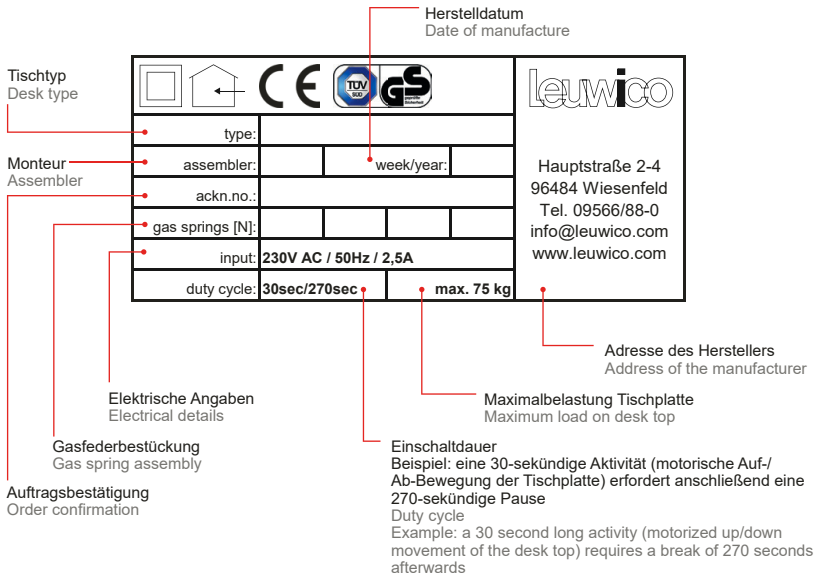 Herstelldatum
Date of manufacture
Tischtyp
Desk type
Monteur
Assembler
CE
TÜV
SÜD
GS
geprüfte
Sicherheit
Leuwico
type:
assembler:
week/year:
ackn.no.:
gas springs [N]:
input: 230V AC / 50Hz / 2,5A
duty cycle: 30sec/270sec
max. 75 kg
Hauptstraße 2-4
96484 Wiesenfeld
Tel. 09566/88-0
info@leuwico.com
www.leuwico.com
Adresse des Herstellers
Address of the manufacturer
Elektrische Angaben
Electrical details
Maximalbelastung Tischplatte
Maximum load on desk top
Gasfederbestückung
Gas spring assembly
Auftragsbestätigung
Order confirmation
Einschaltdauer
Beispiel: eine 30-sekündige Aktivität (motorische Auf-/
Ab-Bewegung der Tischplatte) erfordert anschließend eine
270-sekündige Pause
Duty cycle
Example: a 30 second long activity (motorized up/down
movement of the desk top) requires a break of 270 seconds
afterwards